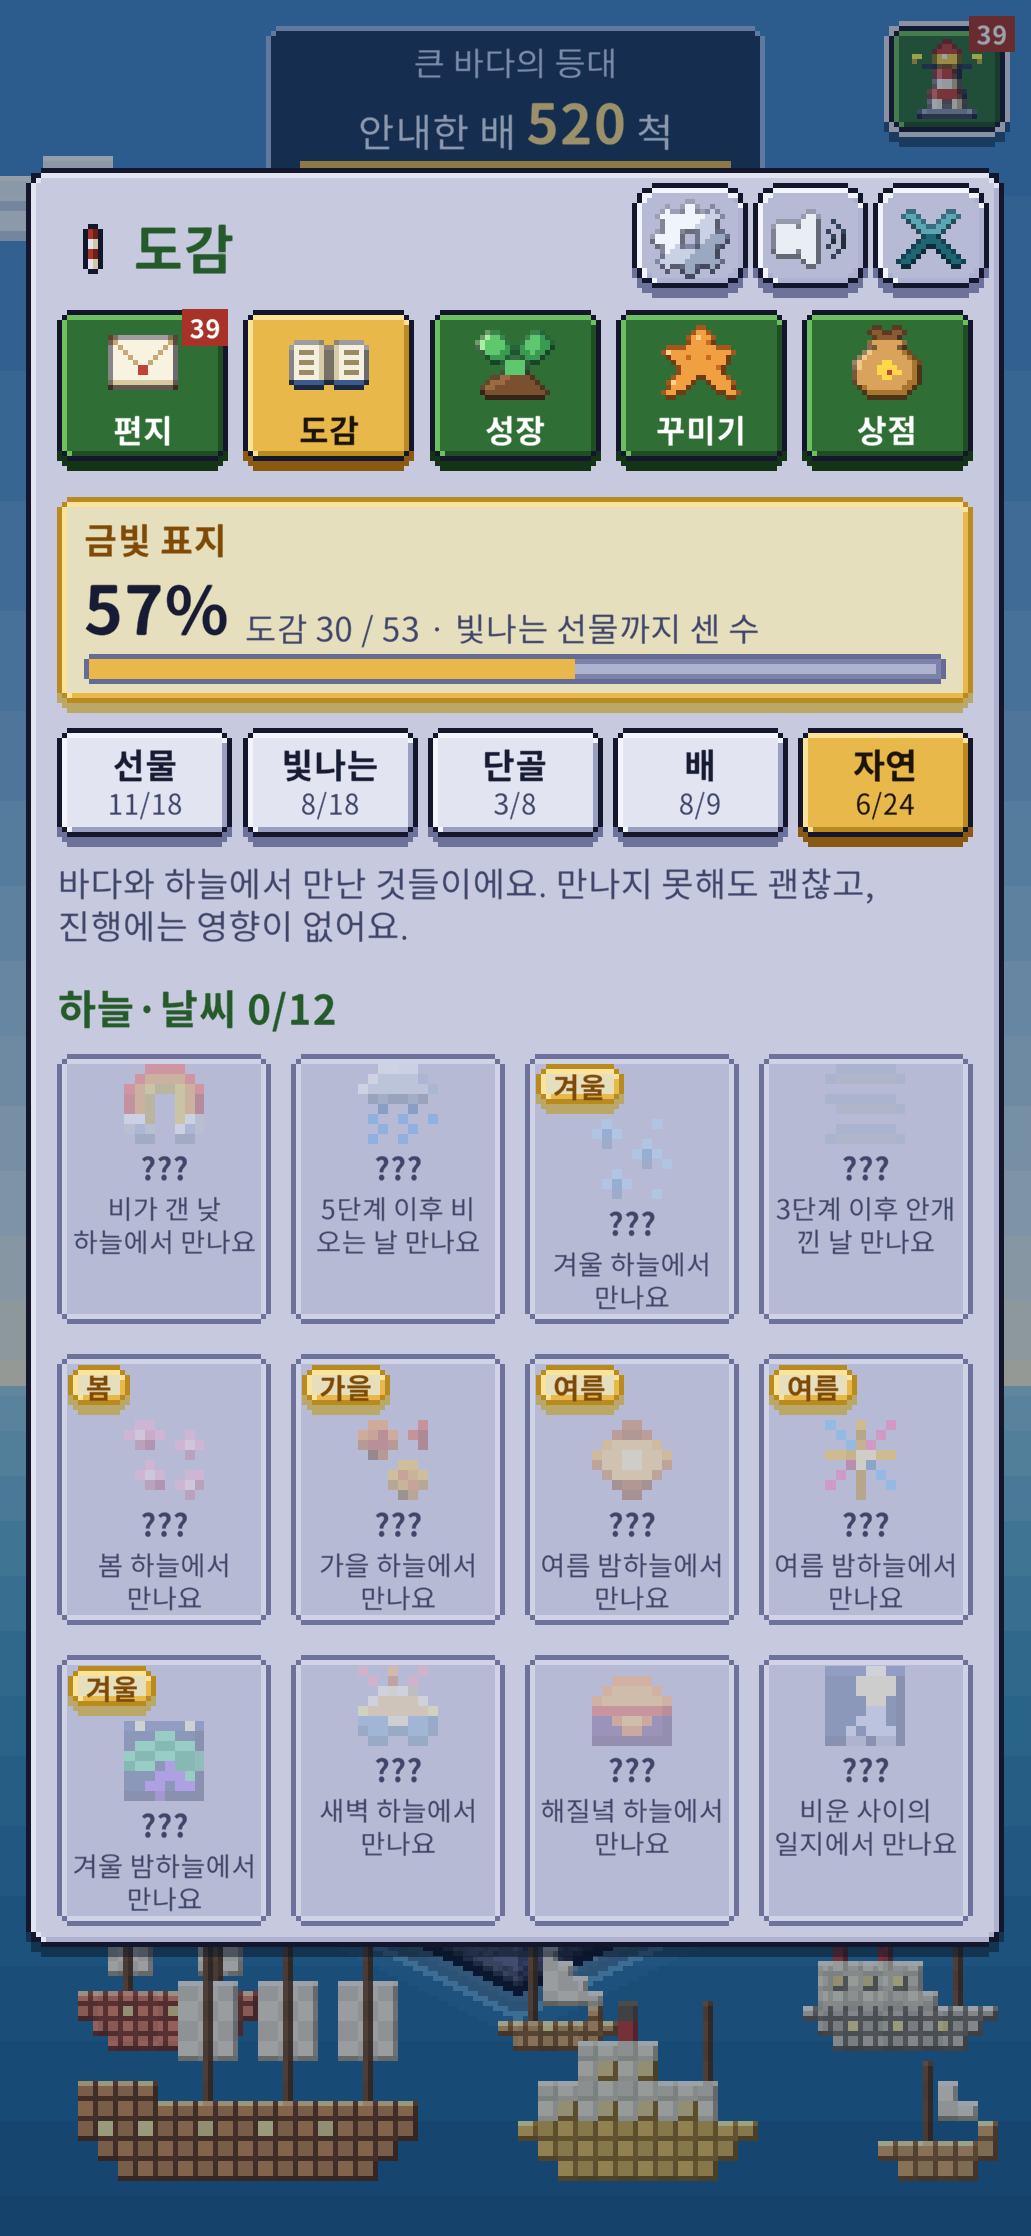 큰 바다의 등대
39
안내한 배 520 척
도감
39
편지
도감
성장
꾸미기
상점
금빛 표지
57% 도감 30 / 53 · 빛나는 선물까지 센 수
선물
11/18
빛나는
8/18
단골
3/8
배
8/9
자연
6/24
바다와 하늘에서 만난 것들이에요. 만나지 못해도 괜찮고,
진행에는 영향이 없어요.
하늘·날씨 0/12
???
비가 갠 낮
하늘에서 만나요
???
5단계 이후 비
오는 날 만나요
겨울
???
겨울 하늘에서
만나요
???
3단계 이후 안개
낀 날 만나요
봄
???
봄 하늘에서
만나요
가을
???
가을 하늘에서
만나요
여름
???
여름 밤하늘에서
만나요
여름
???
여름 밤하늘에서
만나요
겨울
???
겨울 밤하늘에서
만나요
???
새벽 하늘에서
만나요
???
해질녘 하늘에서
만나요
???
비운 사이의
일지에서 만나요